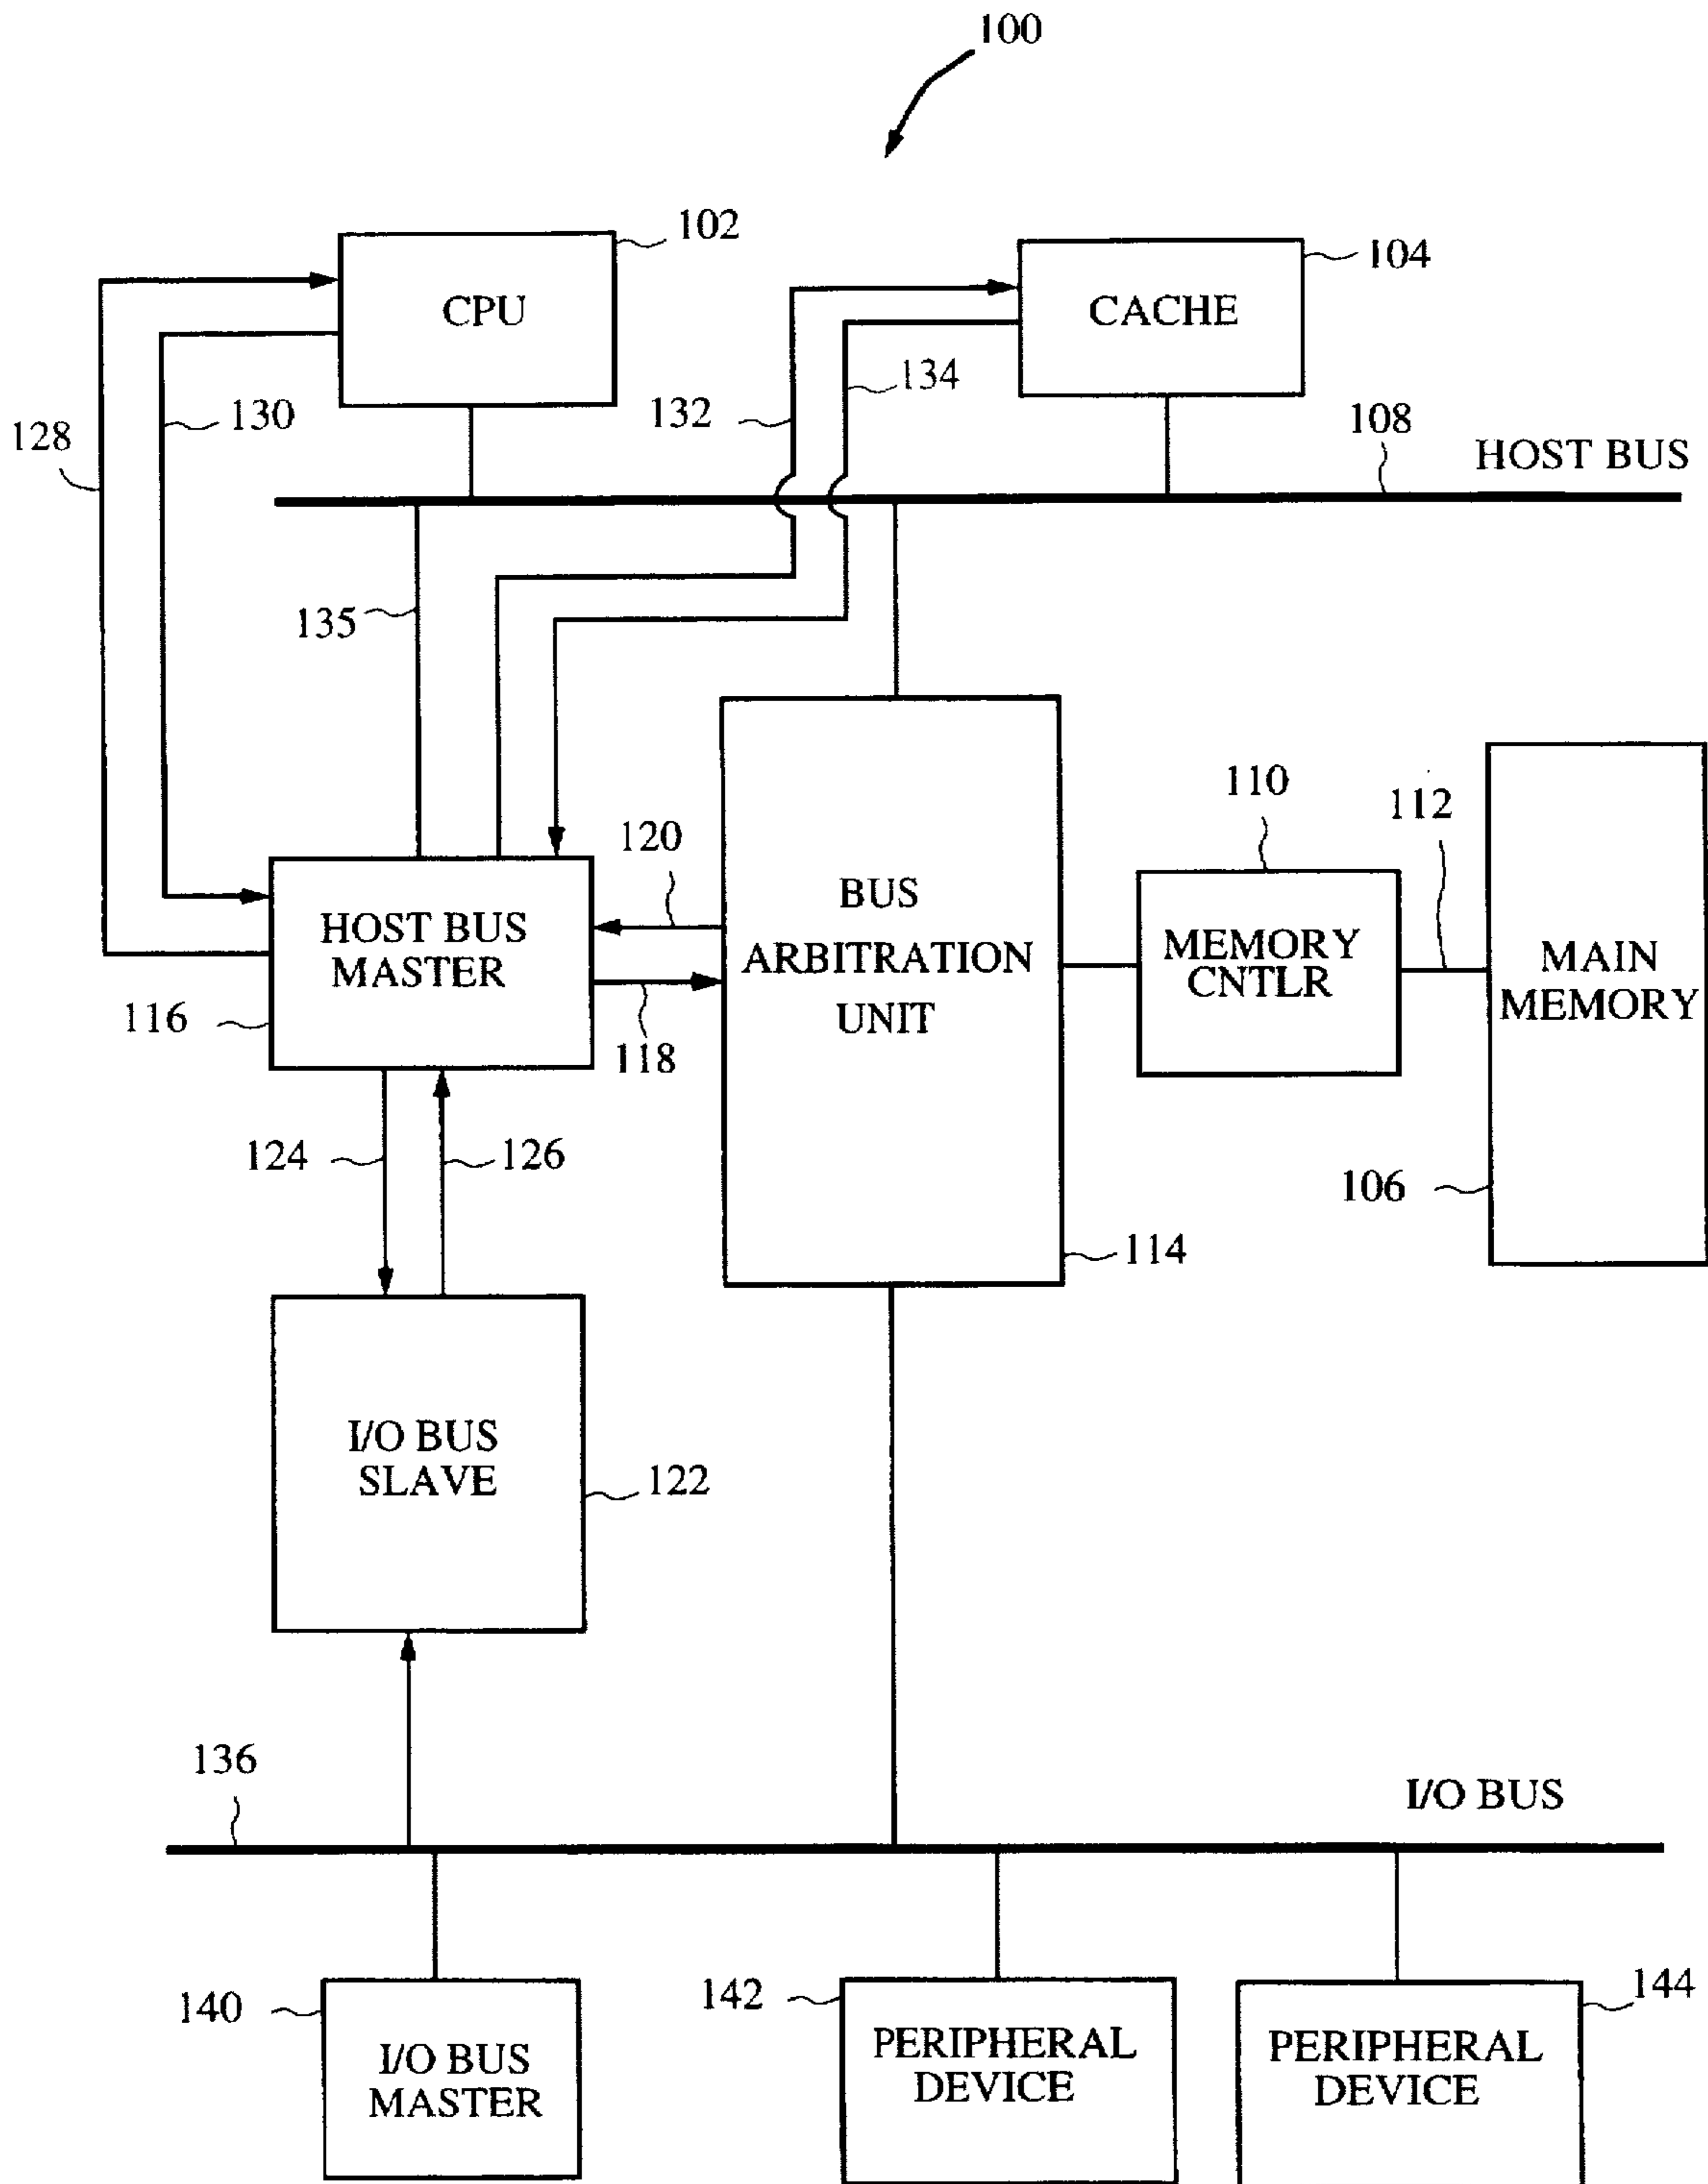 100
102
CPU
104
CACHE
128
130
132
134
108
HOST BUS
135
120
110
112
HOST BUS
MASTER
BUS
ARBITRATION
UNIT
MEMORY
CNTLR
MAIN
MEMORY
116
118
124
126
106
114
I/O BUS
SLAVE
122
136
I/O BUS
140
I/O BUS
MASTER
142
PERIPHERAL
DEVICE
144
PERIPHERAL
DEVICE